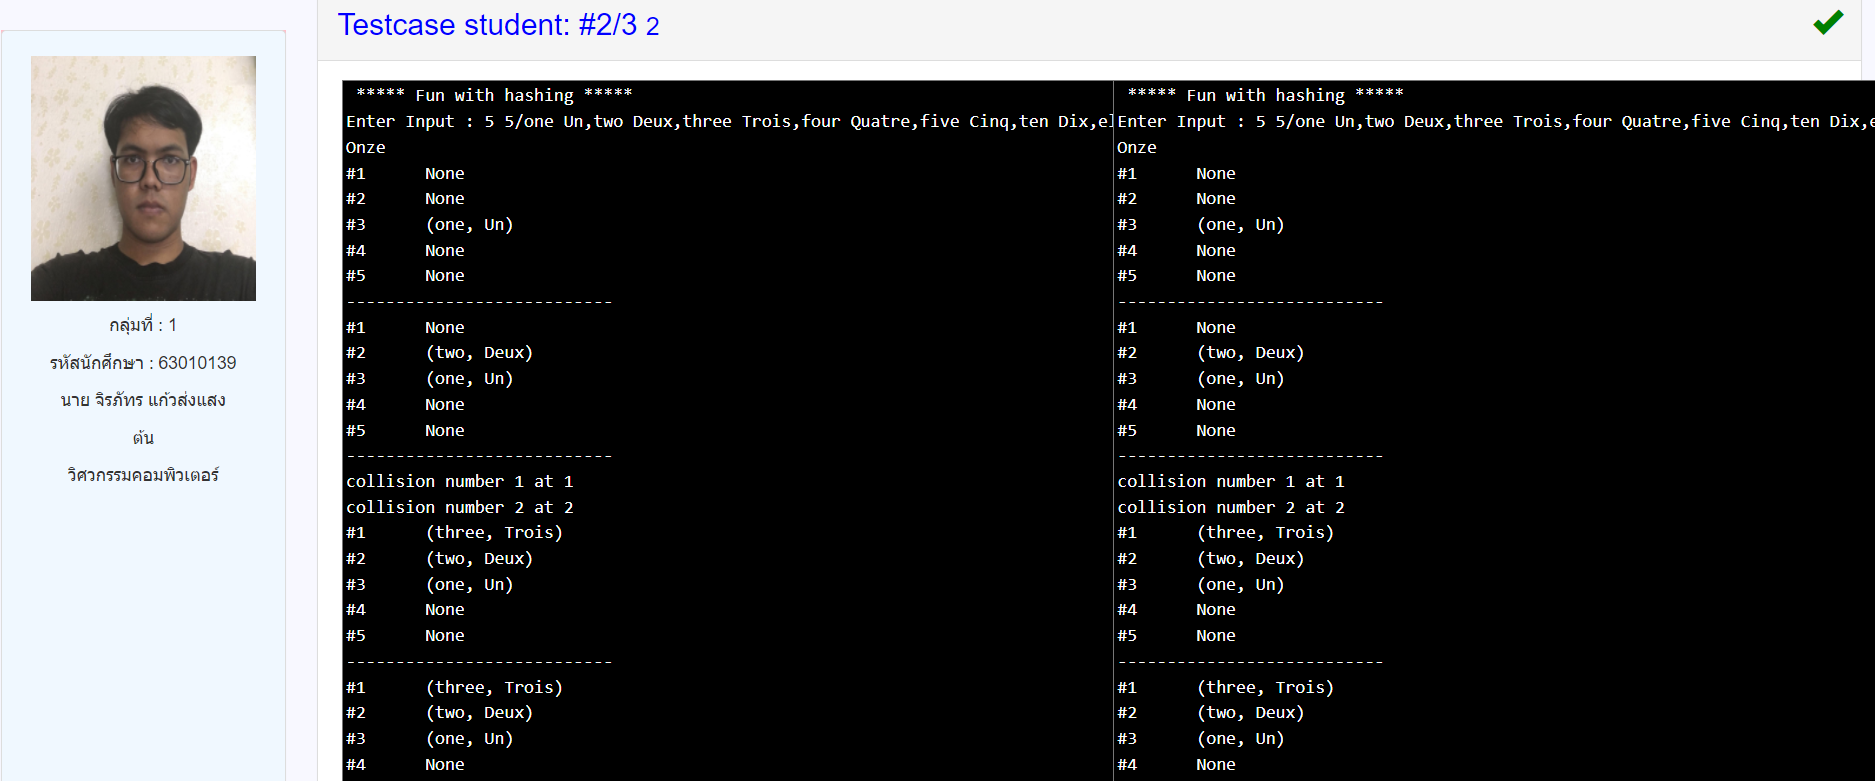 Testcase student: #2/3 2
กลุ่มที่ : 1
รหัสนักศึกษา : 63010139
นาย จิรภัทร แก้วส่งแสง
ต้น
วิศวกรรมคอมพิวเตอร์
***** Fun with hashing *****
Enter Input : 5 5/one Un,two Deux,three Trois,four Quatre,five Cinq,ten Dix,el
Onze
#1 None
#2 None
#3 (one, Un)
#4 None
#5 None
---------------------------
#1 None
#2 (two, Deux)
#3 (one, Un)
#4 None
#5 None
---------------------------
collision number 1 at 1
collision number 2 at 2
#1 (three, Trois)
#2 (two, Deux)
#3 (one, Un)
#4 None
#5 None
---------------------------
#1 (three, Trois)
#2 (two, Deux)
#3 (one, Un)
#4 None
***** Fun with hashing *****
Enter Input : 5 5/one Un,two Deux,three Trois,four Quatre,five Cinq,ten Dix,e
Onze
#1 None
#2 None
#3 (one, Un)
#4 None
#5 None
---------------------------
#1 None
#2 (two, Deux)
#3 (one, Un)
#4 None
#5 None
---------------------------
collision number 1 at 1
collision number 2 at 2
#1 (three, Trois)
#2 (two, Deux)
#3 (one, Un)
#4 None
#5 None
---------------------------
#1 (three, Trois)
#2 (two, Deux)
#3 (one, Un)
#4 None